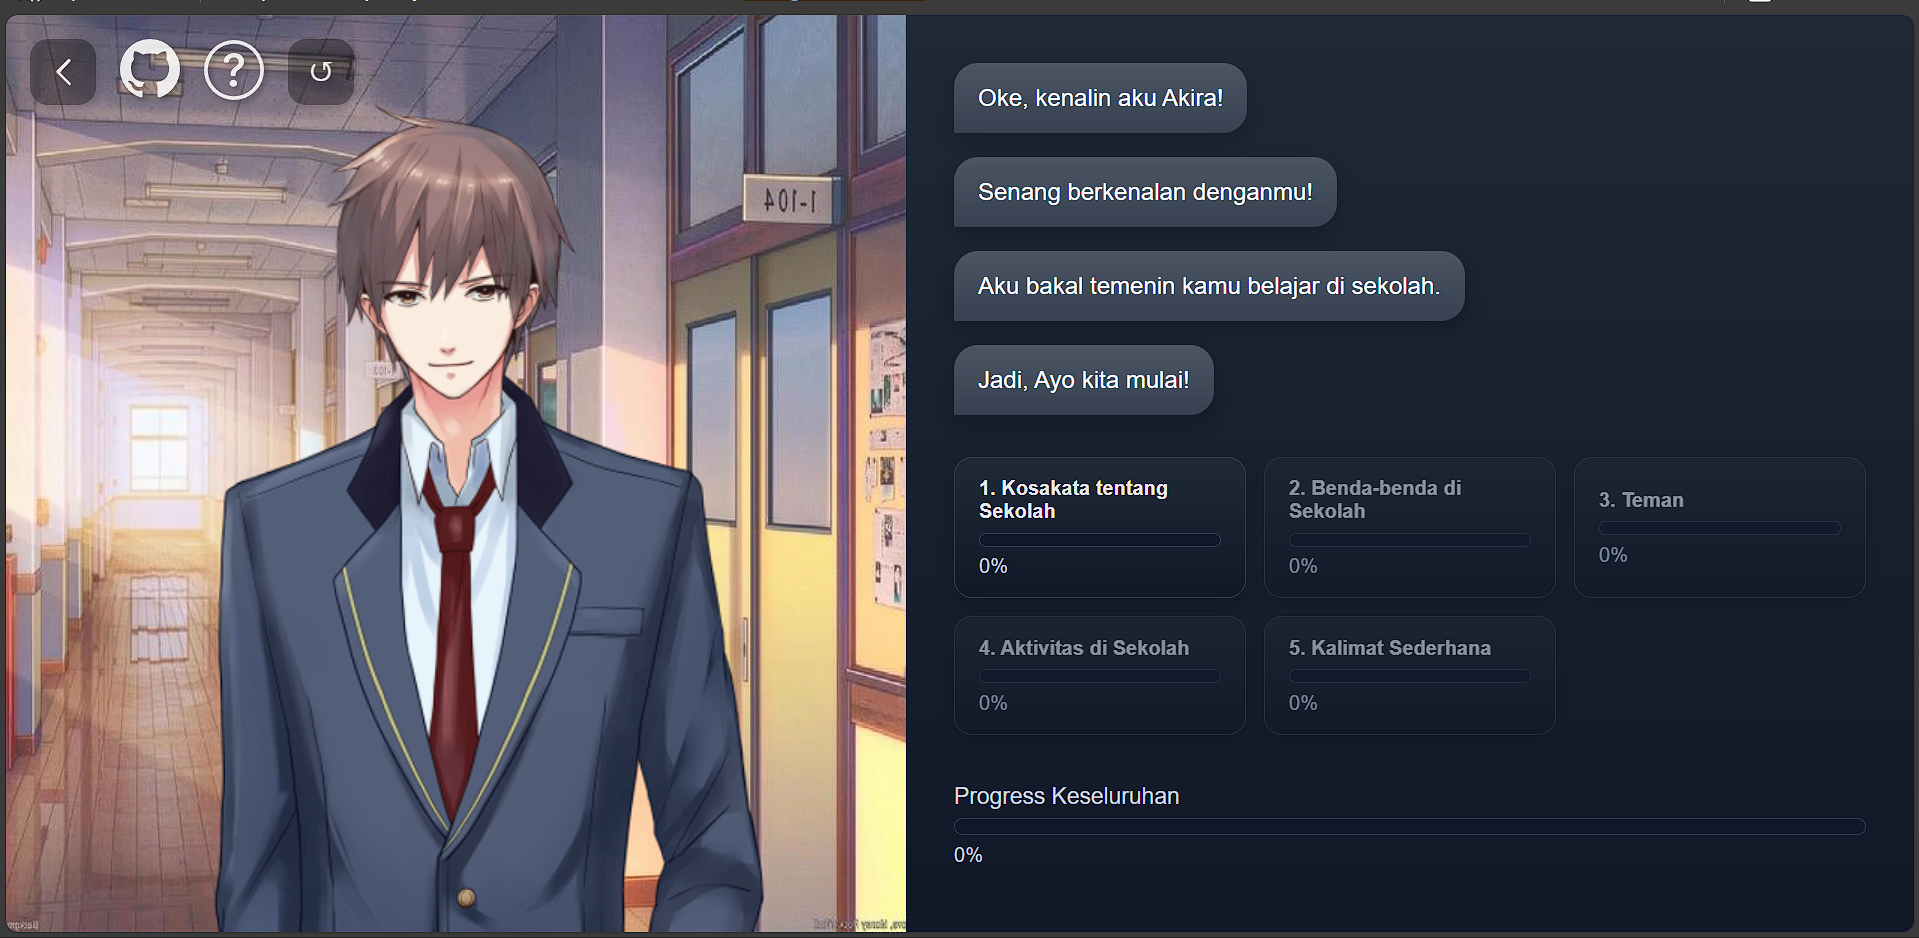 ?
1-104
Oke, kenalin aku Akira!
Senang berkenalan denganmu!
Aku bakal temenin kamu belajar di sekolah.
Jadi, Ayo kita mulai!
1. Kosakata tentang
Sekolah
0%
2. Benda-benda di
Sekolah
0%
3. Teman
0%
4. Aktivitas di Sekolah
0%
5. Kalimat Sederhana
0%
Progress Keseluruhan
0%